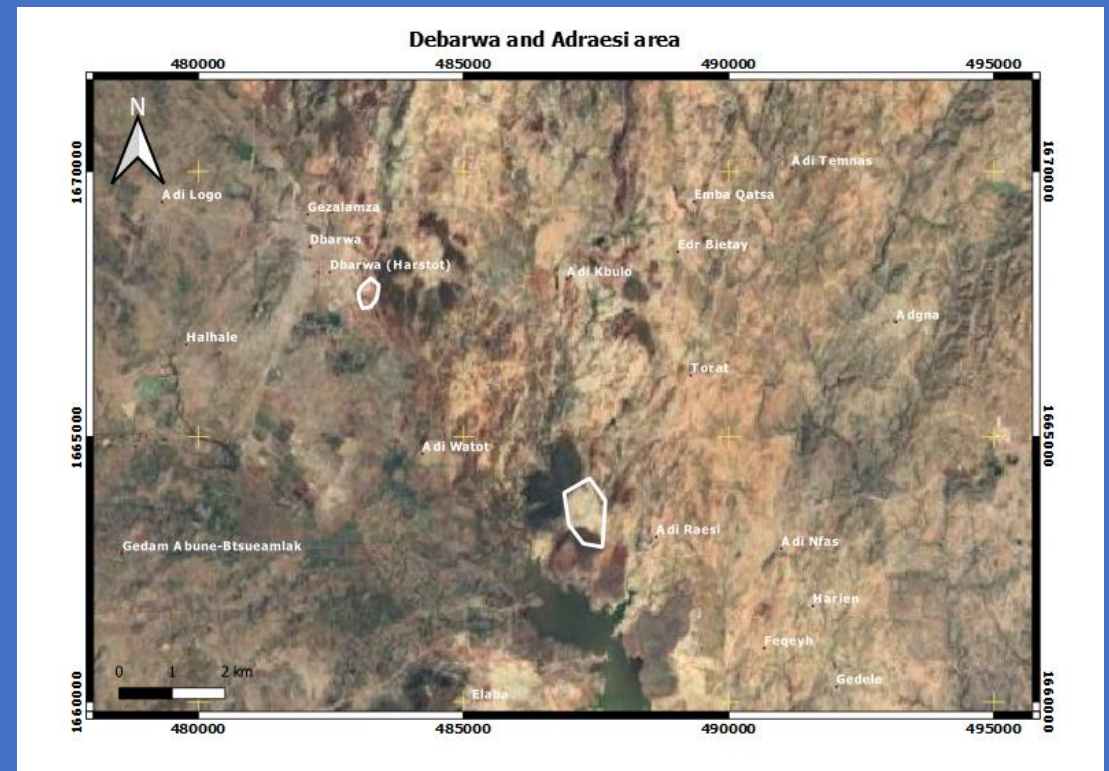 Debarwa and Adraesi area
480000 485000 490000 495000
N
1670000
1670000
Adi Temnas
Adi Logo
Emba Qatsa
Gezalamza
Dbarwa
Edr Bietay
Dbarwa (Harstot)
Adi Kbulo
Adgna
Halhale
Torat
1665000
1665000
Adi Watot
Adi Raesi
Adi Nfas
Gedam Abune-Btsueamlak
Harien
Feqeyh
0 1 2 km
Gedele
Elaba
1660000
1660000
480000 485000 490000 495000